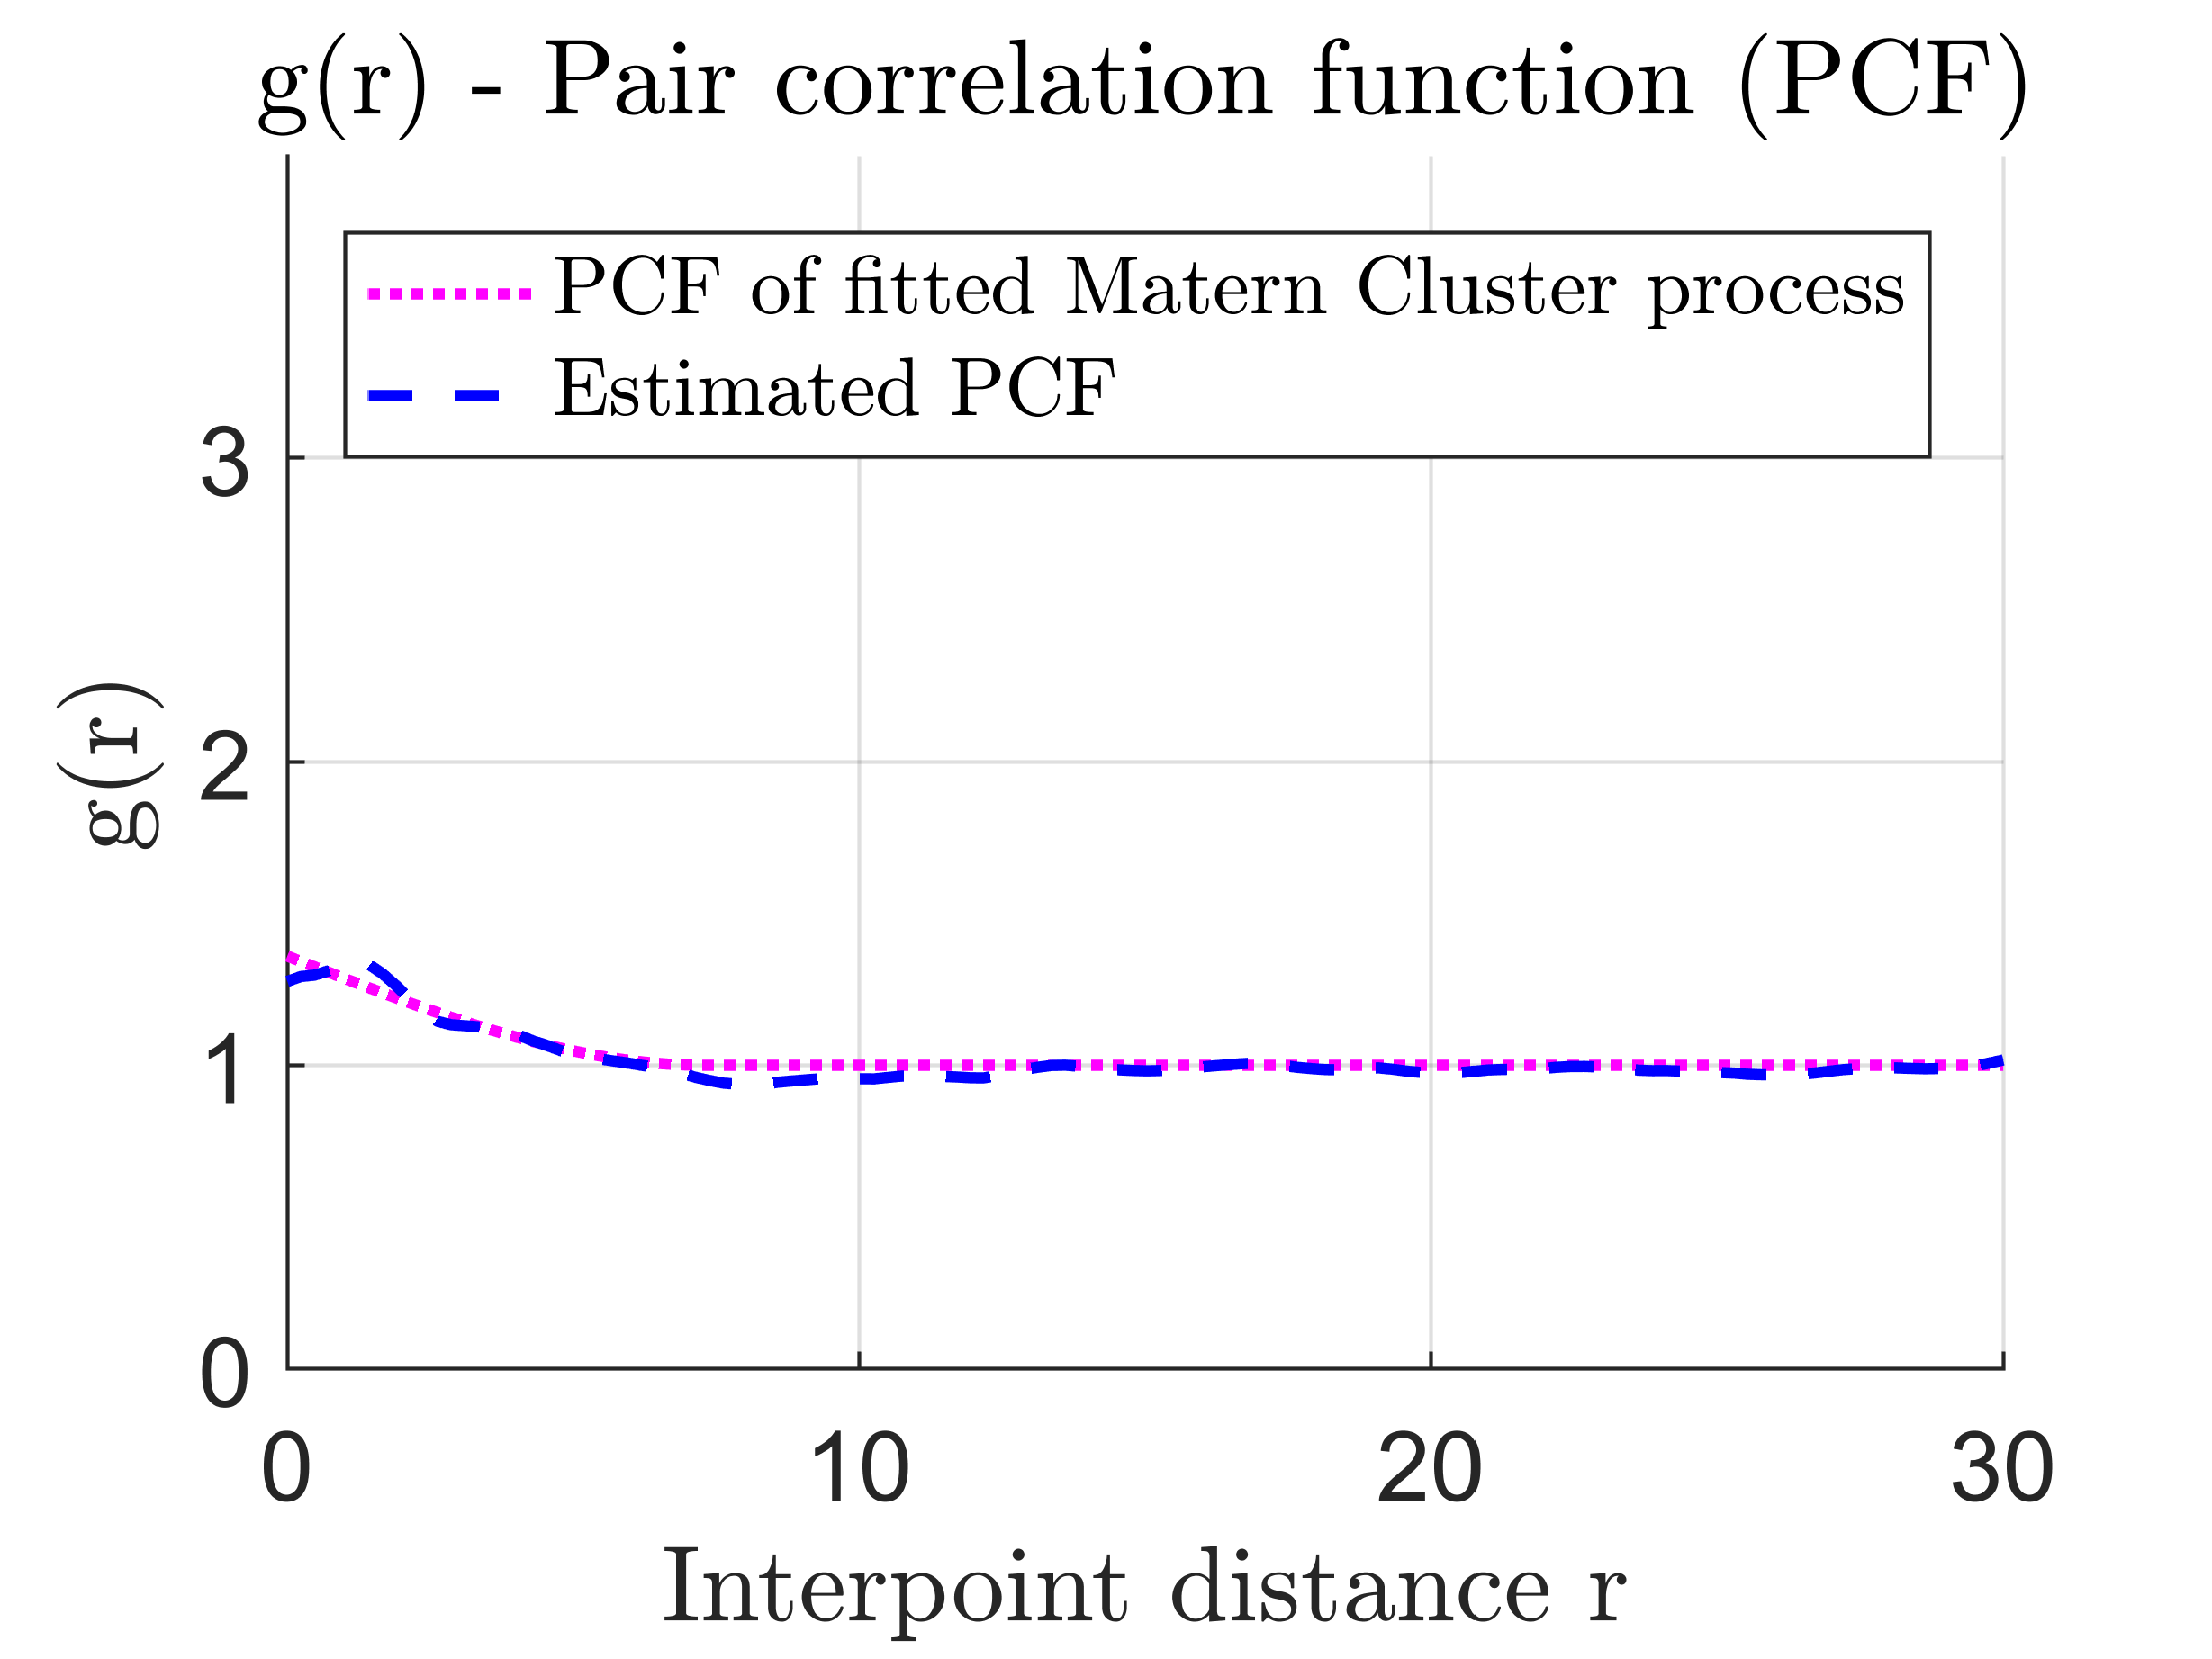 g(r) - Pair correlation function (PCF)
PCF of fitted Matern Cluster process
Estimated PCF
3
2
1
0
g(r)
0 10 20 30
Interpoint distance r